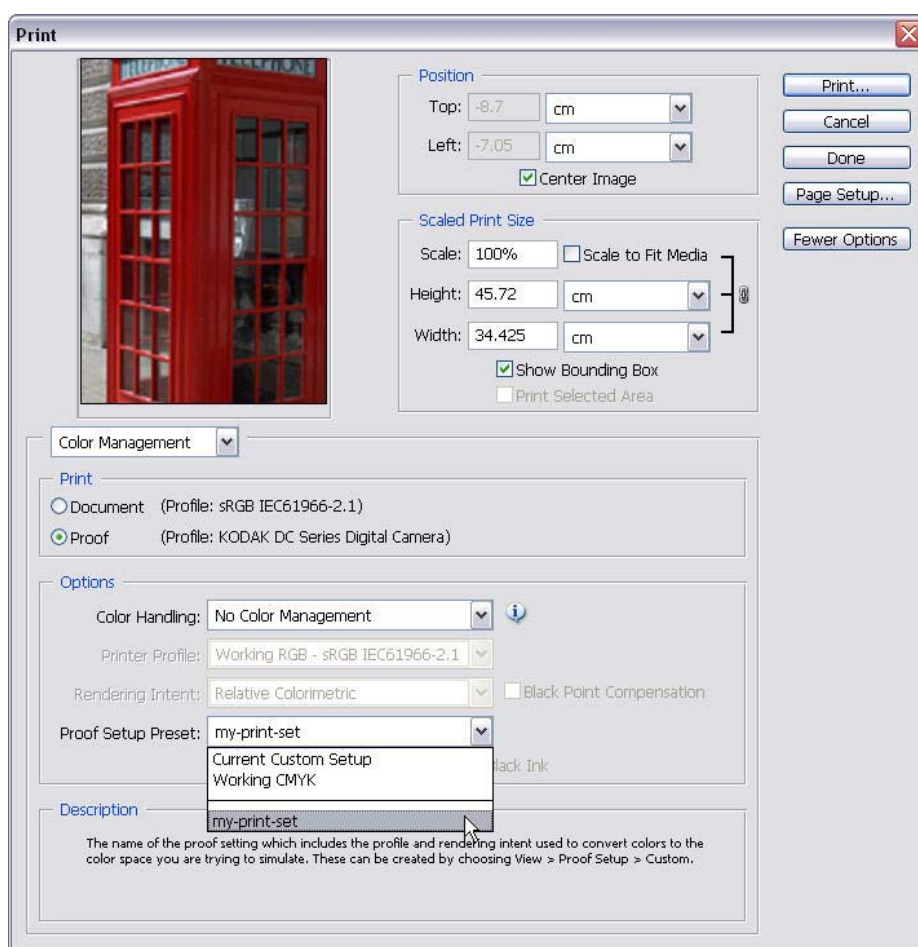 Print
TELEPHONE
TELEPHONE
Position
Top: -8.7 cm
Left: -7.05 cm
Center Image
Print...
Cancel
Done
Page Setup...
Fewer Options
Scaled Print Size
Scale: 100% Scale to Fit Media
Height: 45.72 cm
Width: 34.425 cm
Show Bounding Box
Print Selected Area
Color Management
Print
Document (Profile: sRGB IEC61966-2.1)
Proof (Profile: KODAK DC Series Digital Camera)
Options
Color Handling: No Color Management
Printer Profile: Working RGB - sRGB IEC61966-2.1
Rendering Intent: Relative Colorimetric Black Point Compensation
Proof Setup Preset: my-print-set
Current Custom Setup
Working CMYK
Black Ink
my-print-set
Description
The name of the proof setting which includes the profile and rendering intent used to convert colors to the
color space you are trying to simulate. These can be created by choosing View > Proof Setup > Custom.